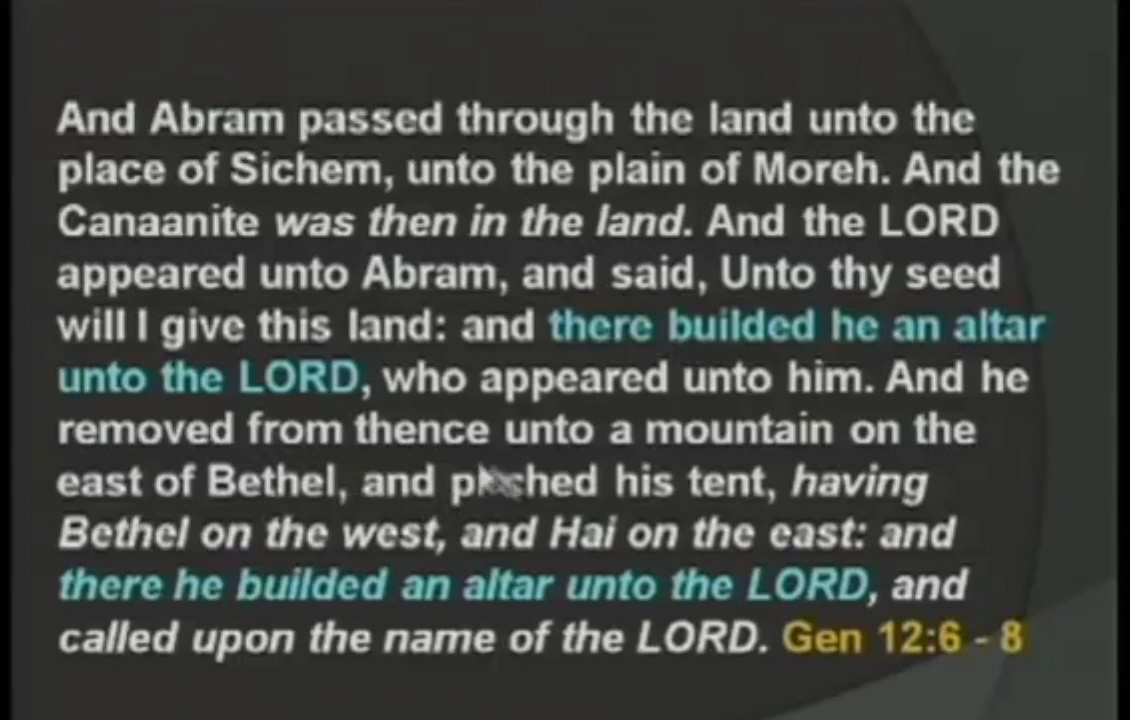 And Abram passed through the land unto the
place of Sichem, unto the plain of Moreh. And the
Canaanite was then in the land. And the LORD
appeared unto Abram, and said, Unto thy seed
will I give this land: and there builded he an altar
unto the LORD, who appeared unto him. And he
removed from thence unto a mountain on the
east of Bethel, and pitched his tent, having
Bethel on the west, and Hai on the east: and
there he builded an altar unto the LORD, and
called upon the name of the LORD. Gen 12:6 - 8